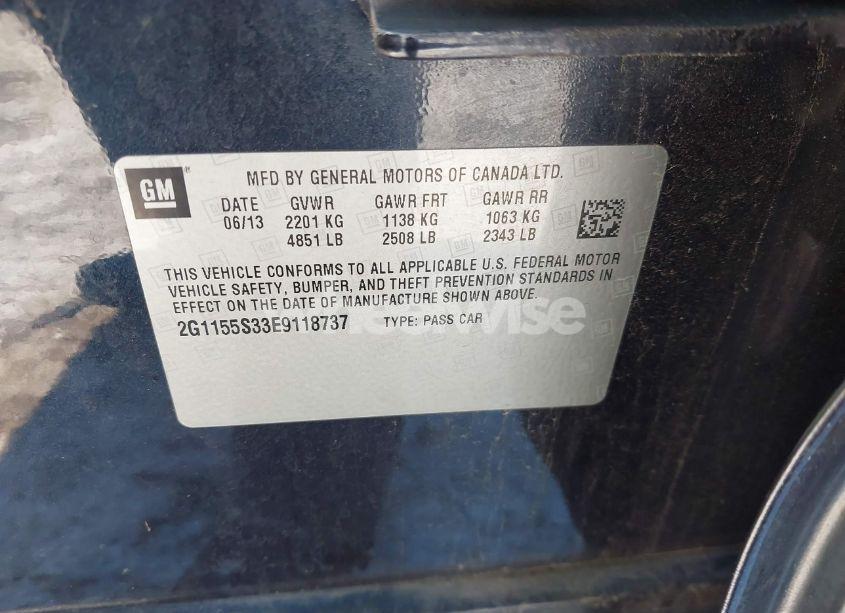 GM
MFD BY GENERAL MOTORS OF CANADA LTD.
DATE GVWR GAWR FRT GAWR RR
06/13 2201 KG 1138 KG 1063 KG
4851 LB 2508 LB 2343 LB
THIS VEHICLE CONFORMS TO ALL APPLICABLE U.S. FEDERAL MOTOR
VEHICLE SAFETY, BUMPER, AND THEFT PREVENTION STANDARDS IN
EFFECT ON THE DATE OF MANUFACTURE SHOWN ABOVE.
2G1155S33E9118737 TYPE: PASS CAR